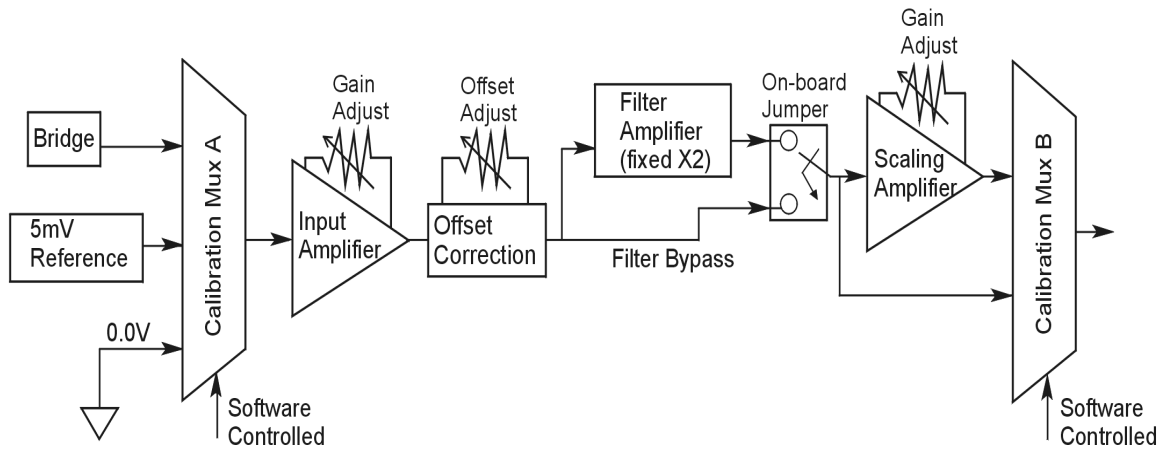 Bridge
5mV
Reference
0.0V
Calibration Mux A
Software
Controlled
Gain
Adjust
Input
Amplifier
Offset
Adjust
Offset
Correction
Filter
Amplifier
(fixed X2)
Filter Bypass
On-board
Jumper
Gain
Adjust
Scaling
Amplifier
Calibration Mux B
Software
Controlled